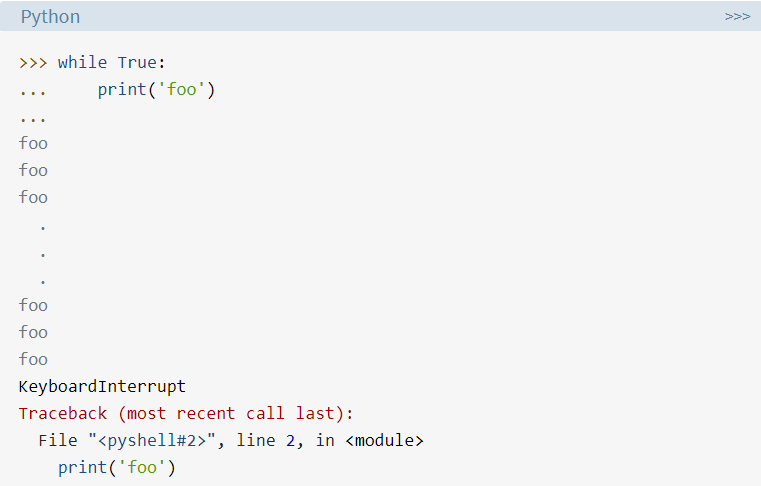 Python >>>
>>> while True:
...     print('foo')
...
foo
foo
foo
  .
  .
  .
foo
foo
foo
KeyboardInterrupt
Traceback (most recent call last):
  File "<pyshell#2>", line 2, in <module>
    print('foo')